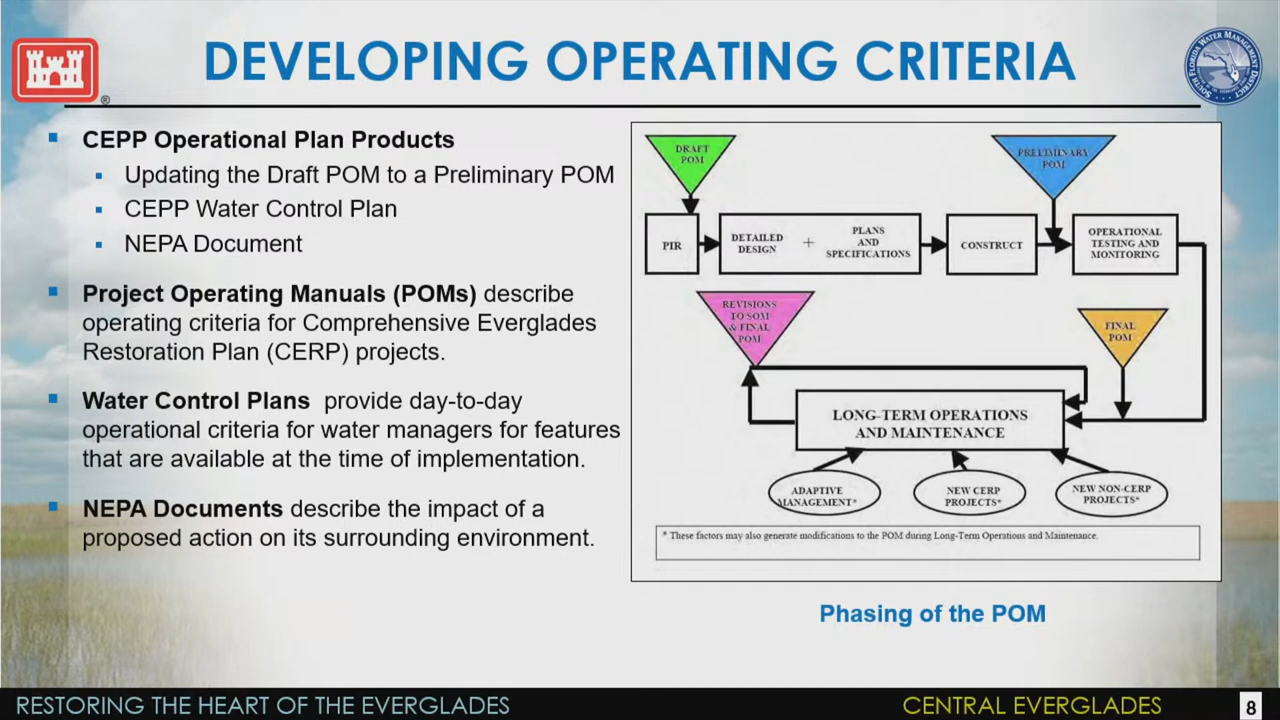 DEVELOPING OPERATING CRITERIA
SOUTH FLORIDA WATER MANAGEMENT DISTRICT
®
CEPP Operational Plan Products
Updating the Draft POM to a Preliminary POM
CEPP Water Control Plan
NEPA Document
Project Operating Manuals (POMs) describe
operating criteria for Comprehensive Everglades
Restoration Plan (CERP) projects.
Water Control Plans provide day-to-day
operational criteria for water managers for features
that are available at the time of implementation.
NEPA Documents describe the impact of a
proposed action on its surrounding environment.
DRAFT
POM
PRELIMINARY
POM
PIR
DETAILED
DESIGN
+
PLANS
AND
SPECIFICATIONS
CONSTRUCT
OPERATIONAL
TESTING AND
MONITORING
REVISIONS
TO SOM
& FINAL
POM
FINAL
POM
LONG-TERM OPERATIONS
AND MAINTENANCE
ADAPTIVE
MANAGEMENT*
NEW CERP
PROJECTS*
NEW NON-CERP
PROJECTS*
* These factors may also generate modifications to the POM during Long-Term Operations and Maintenance.
Phasing of the POM
RESTORING THE HEART OF THE EVERGLADES
CENTRAL EVERGLADES
8